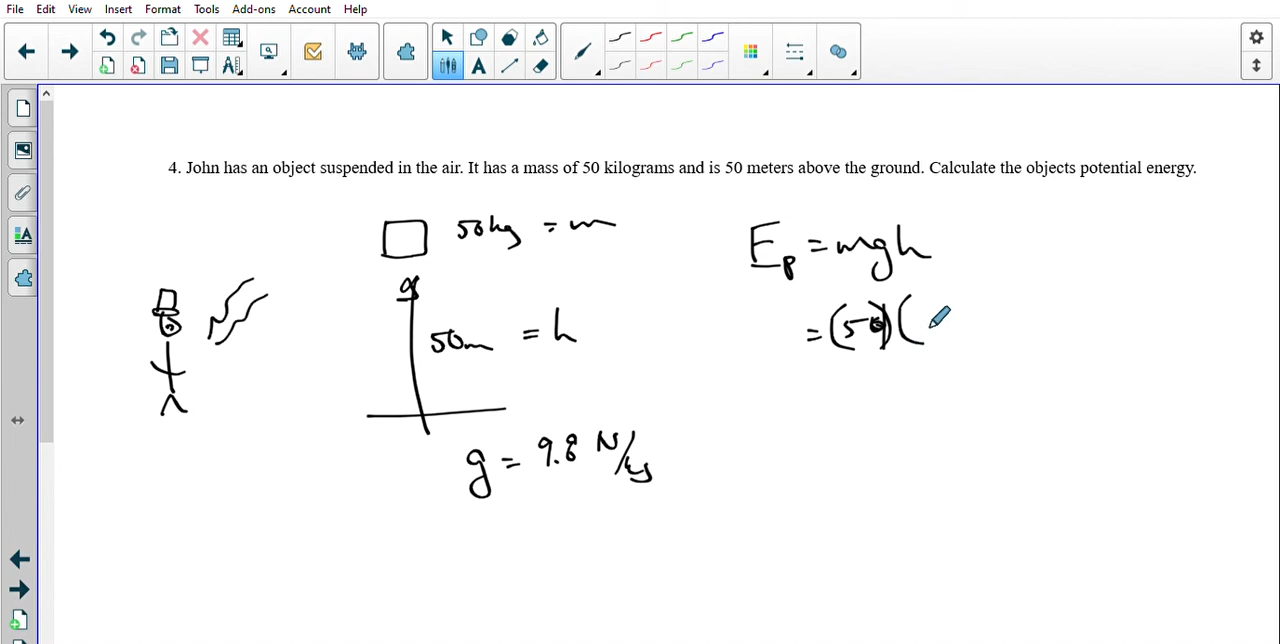 File Edit View Insert Format Tools Add-ons Account Help
4. John has an object suspended in the air. It has a mass of 50 kilograms and is 50 meters above the ground. Calculate the objects potential energy.
50kg = m
Ep = mgh
50m = h
= (50) (
g = 9.8 N/kg